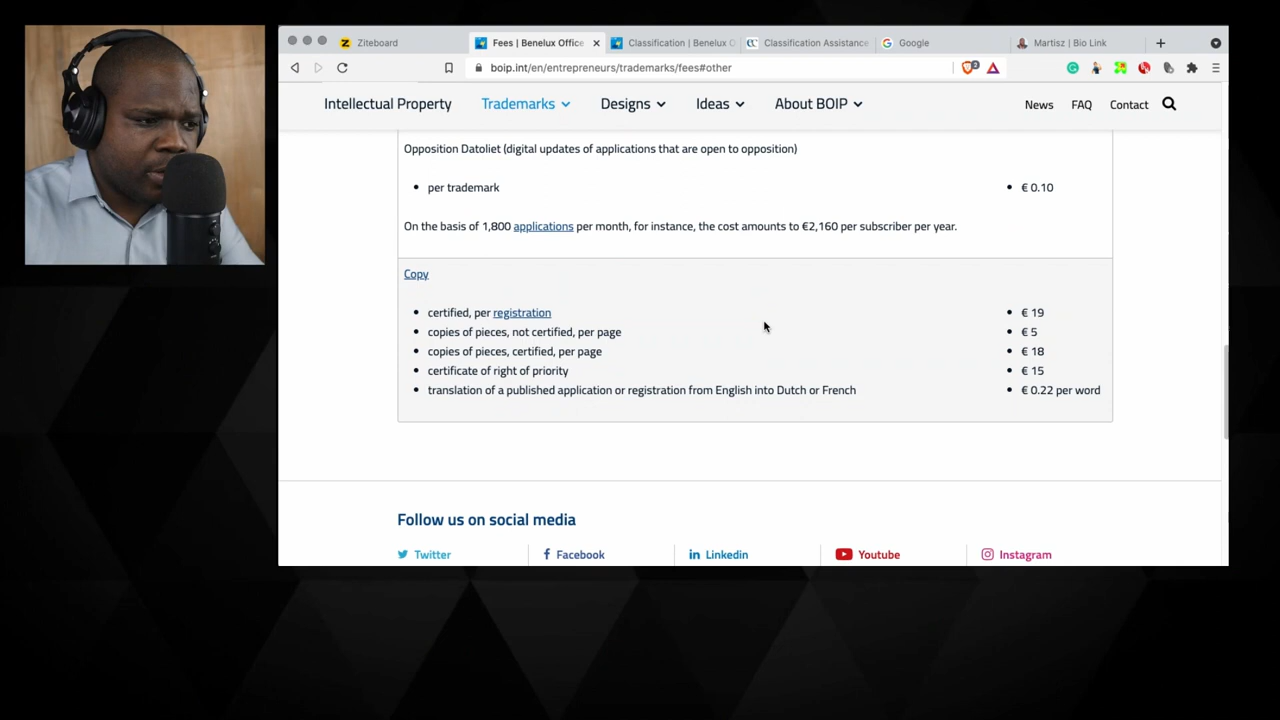 Ziteboard
Fees | Benelux Office
Classification | Benelux O
Classification Assistance
Google
Martisz | Bio Link
boip.int/en/entrepreneurs/trademarks/fees#other
2
Intellectual Property
Trademarks
Designs
Ideas
About BOIP
News
FAQ
Contact
Opposition Datoliet (digital updates of applications that are open to opposition)
• per trademark • € 0.10
On the basis of 1,800 applications per month, for instance, the cost amounts to €2,160 per subscriber per year.
Copy
• certified, per registration • € 19
• copies of pieces, not certified, per page • € 5
• copies of pieces, certified, per page • € 18
• certificate of right of priority • € 15
• translation of a published application or registration from English into Dutch or French • € 0.22 per word
Follow us on social media
Twitter
Facebook
Linkedin
Youtube
Instagram